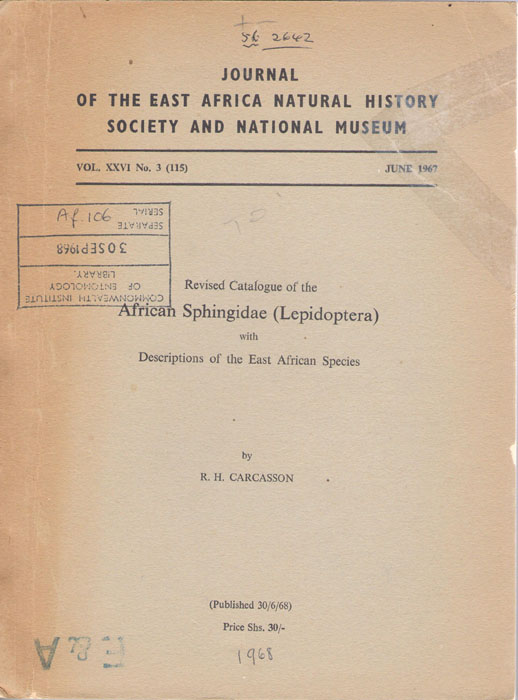 SR 2642
JOURNAL
OF THE EAST AFRICA NATURAL HISTORY
SOCIETY AND NATIONAL MUSEUM
VOL. XXVI No. 3 (115) JUNE 1967
COMMONWEALTH INSTITUTE
OF ENTOMOLOGY
LIBRARY.
30 SEP 1968
SEPARATE
SERIAL Af. 106
Revised Catalogue of the
African Sphingidae (Lepidoptera)
with
Descriptions of the East African Species
by
R. H. CARCASSON
(Published 30/6/68)
Price Shs. 30/-
1968
E & A